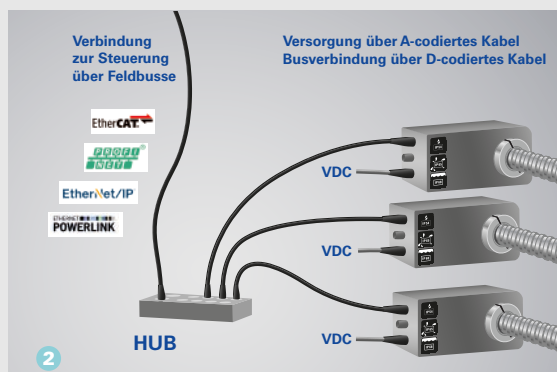 Verbindung
zur Steuerung
über Feldbusse
Versorgung über A-codiertes Kabel
Busverbindung über D-codiertes Kabel
EtherCAT
PROFI
NET
EtherNet/IP
ETHERNET
POWERLINK
VDC
VDC
VDC
HUB
2